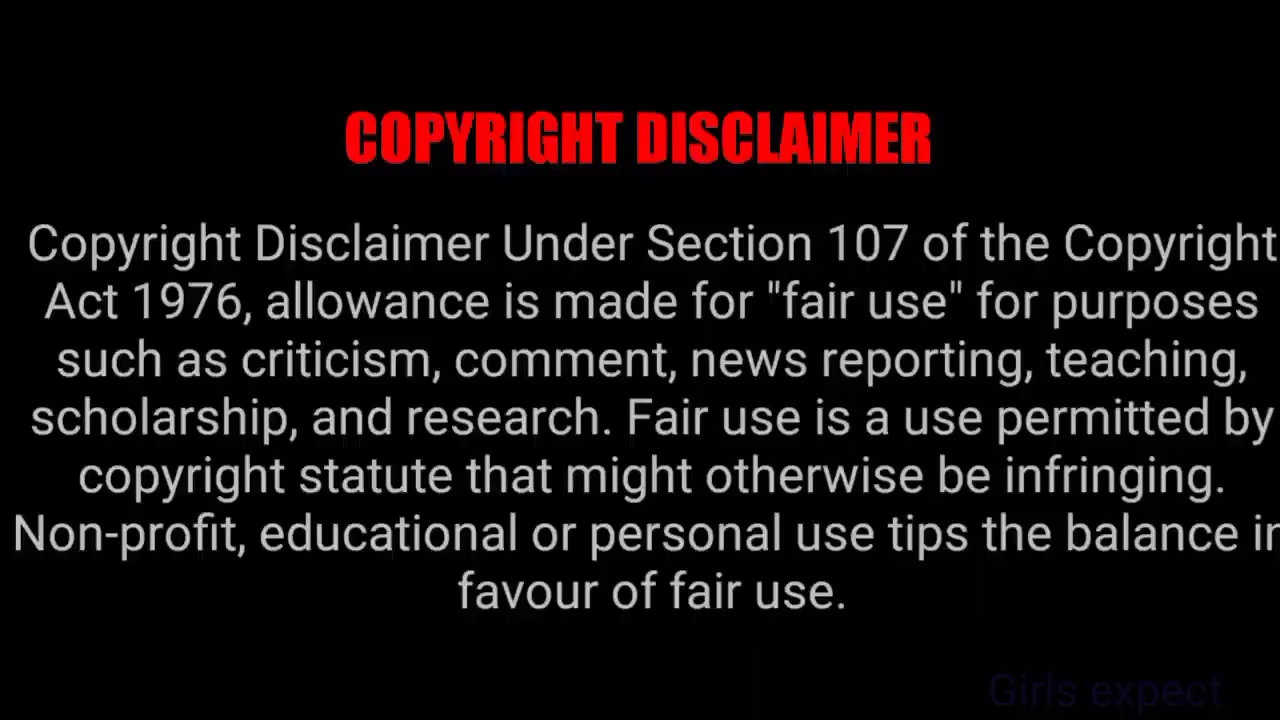 COPYRIGHT DISCLAIMER
Copyright Disclaimer Under Section 107 of the Copyright
Act 1976, allowance is made for "fair use" for purposes
such as criticism, comment, news reporting, teaching,
scholarship, and research. Fair use is a use permitted by
copyright statute that might otherwise be infringing.
Non-profit, educational or personal use tips the balance in
favour of fair use.
Girls expect